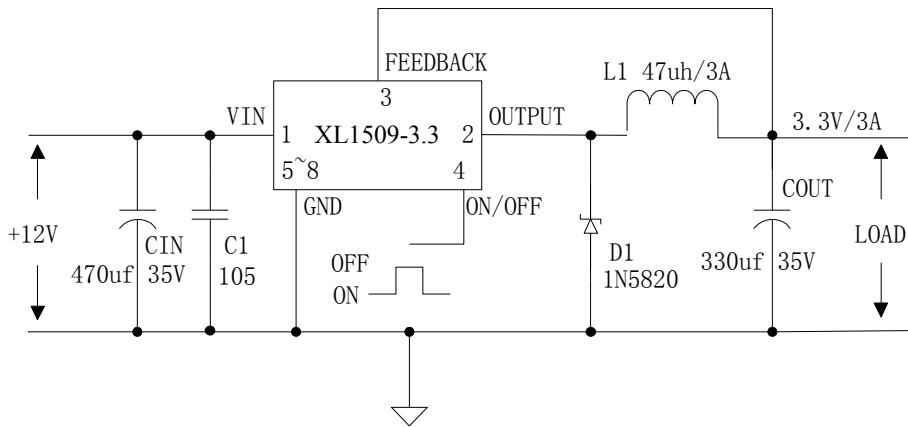 FEEDBACK
3
L1 47uh/3A
VIN
1
XL1509-3.3
2
OUTPUT
3.3V/3A
5~8
4
GND
ON/OFF
COUT
+12V
CIN
C1
470uf
35V
105
OFF
ON
D1
1N5820
330uf
35V
LOAD